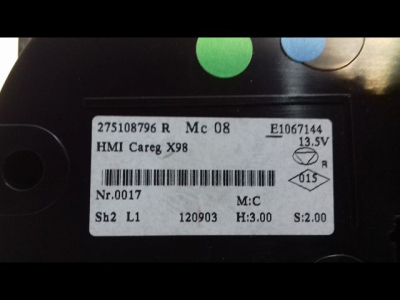 275108796 R Mc 08 E1067144
13.5V
HMI Careg X98
R
015
Nr.0017
M:C
Sh2 L1 120903 H:3.00 S:2.00